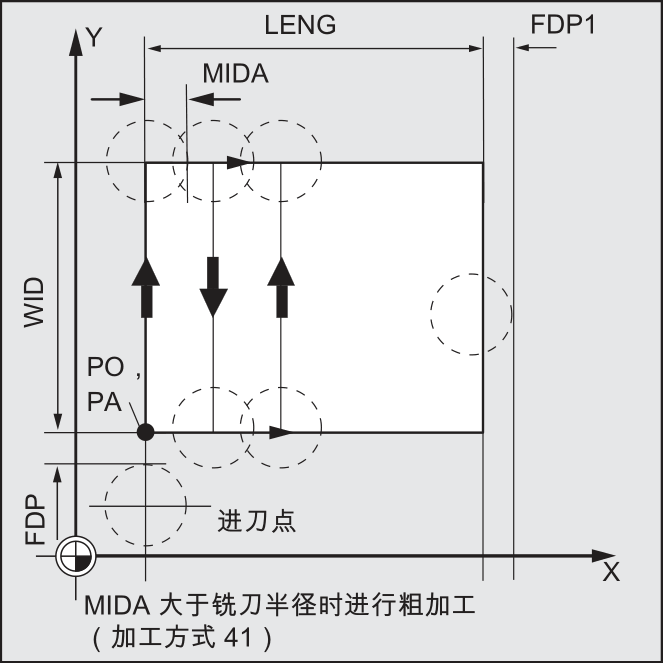 Y
LENG
FDP1
MIDA
WID
PO ,
PA
FDP
进刀点
X
MIDA 大于铣刀半径时进行粗加工
( 加工方式 41 )